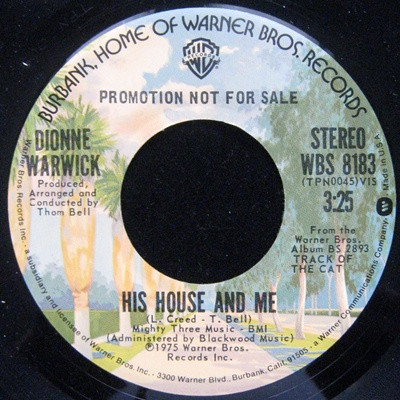 BURBANK, HOME OF WARNER BROS. RECORDS
PROMOTION NOT FOR SALE
DIONNE
WARWICK
Produced,
Arranged and
Conducted by
Thom Bell
STEREO
WBS 8183
(TPN0045)V1S
3:25
From the
Warner Bros.
Album BS 2893
TRACK OF
THE CAT
HIS HOUSE AND ME
(L. Creed - T. Bell)
Mighty Three Music - BMI
(Administered by Blackwood Music)
©1975 Warner Bros.
Records Inc.
Warner Bros. Records Inc. · a subsidiary and licensee of Warner Bros. Inc. · 3300 Warner Blvd., Burbank, Calif. 91505 · a Warner Communications Company. Made in U.S.A.